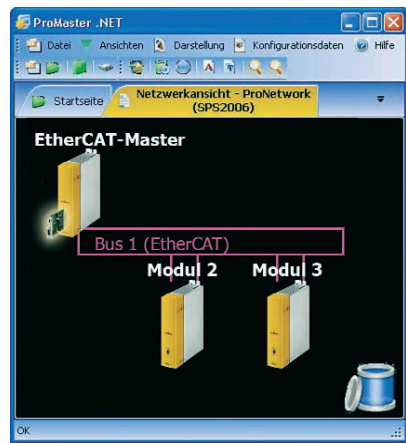 ProMaster .NET
Datei Ansichten Darstellung Konfigurationsdaten Hilfe
Startseite
Netzwerkansicht - ProNetwork
(SPS2006)
EtherCAT-Master
Bus 1 (EtherCAT)
Modul 2 Modul 3
OK